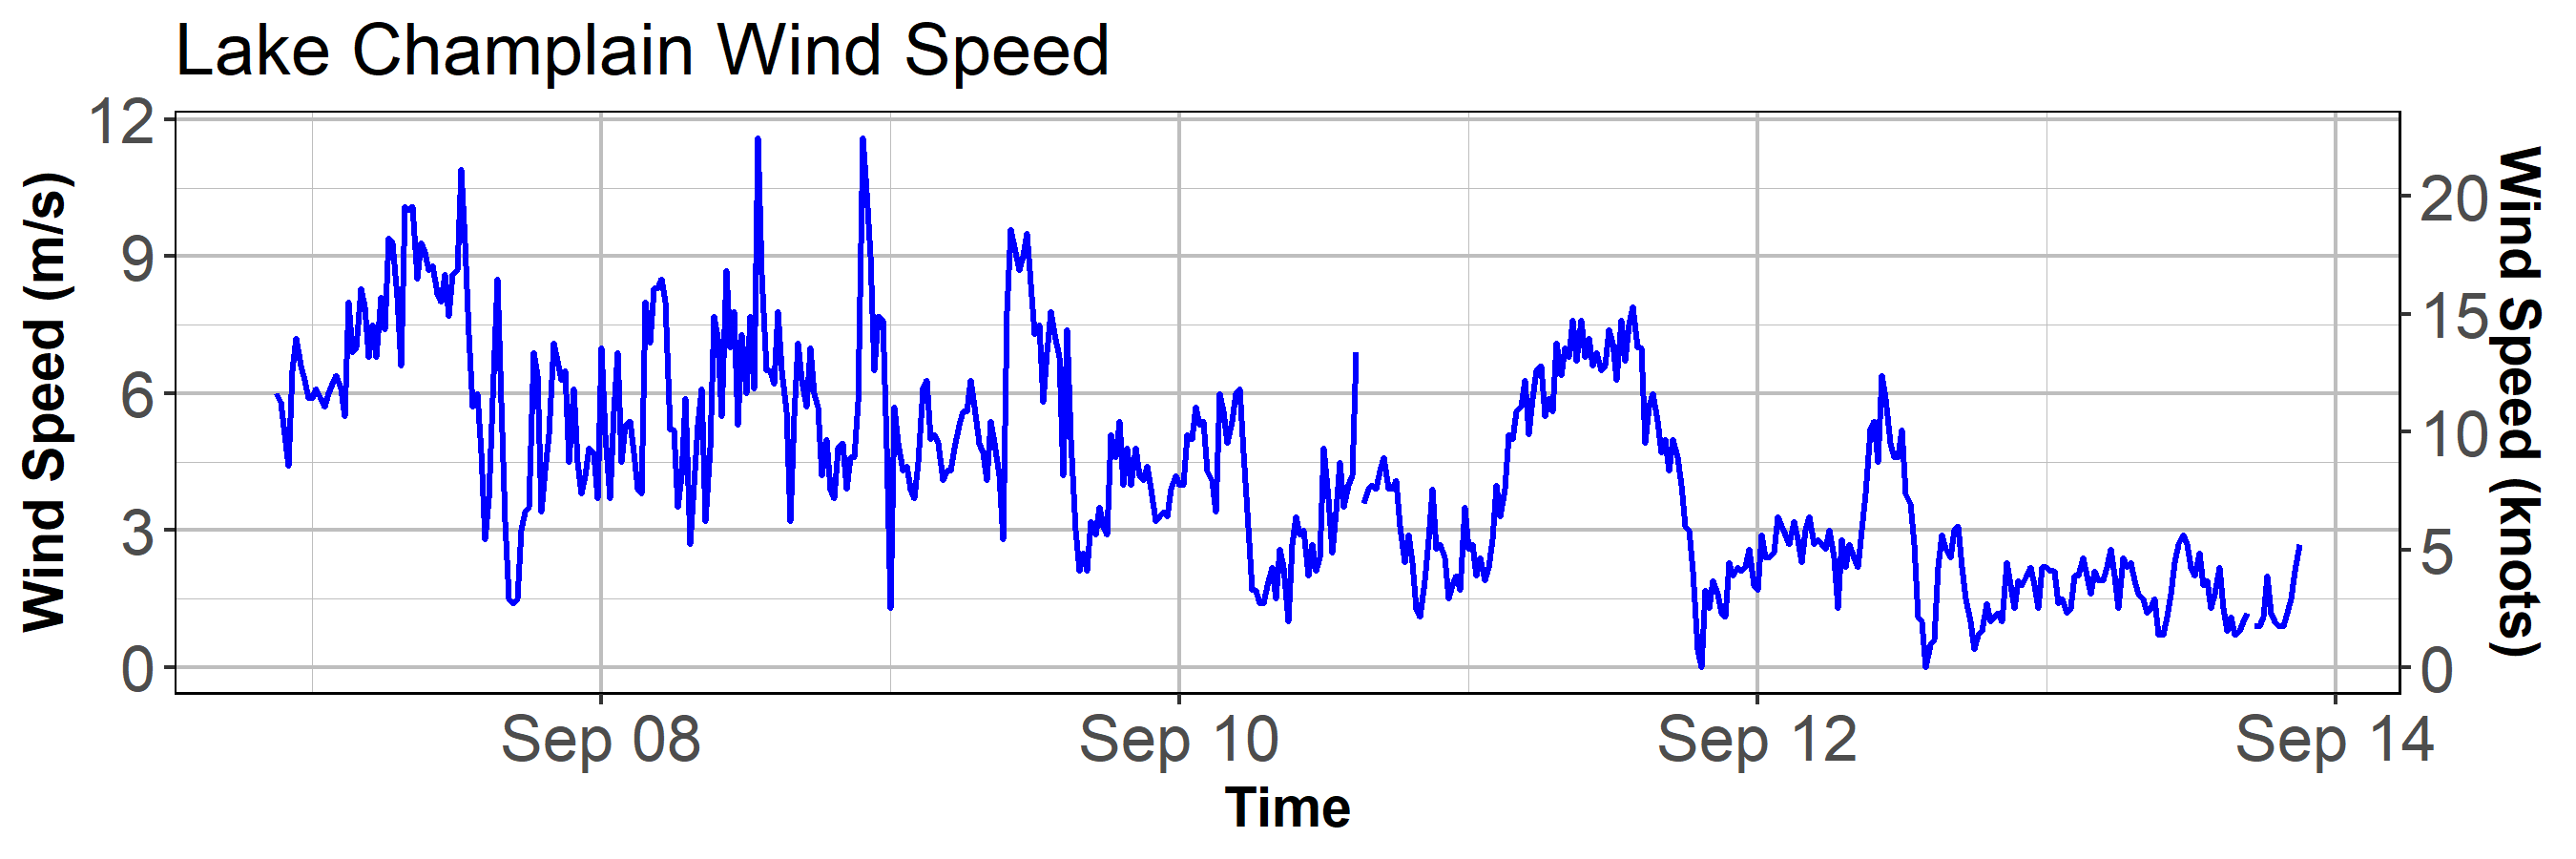 Lake Champlain Wind Speed
Wind Speed (m/s)
12
9
6
3
0
20
15
10
5
0
Wind Speed (knots)
Sep 08
Sep 10
Sep 12
Sep 14
Time